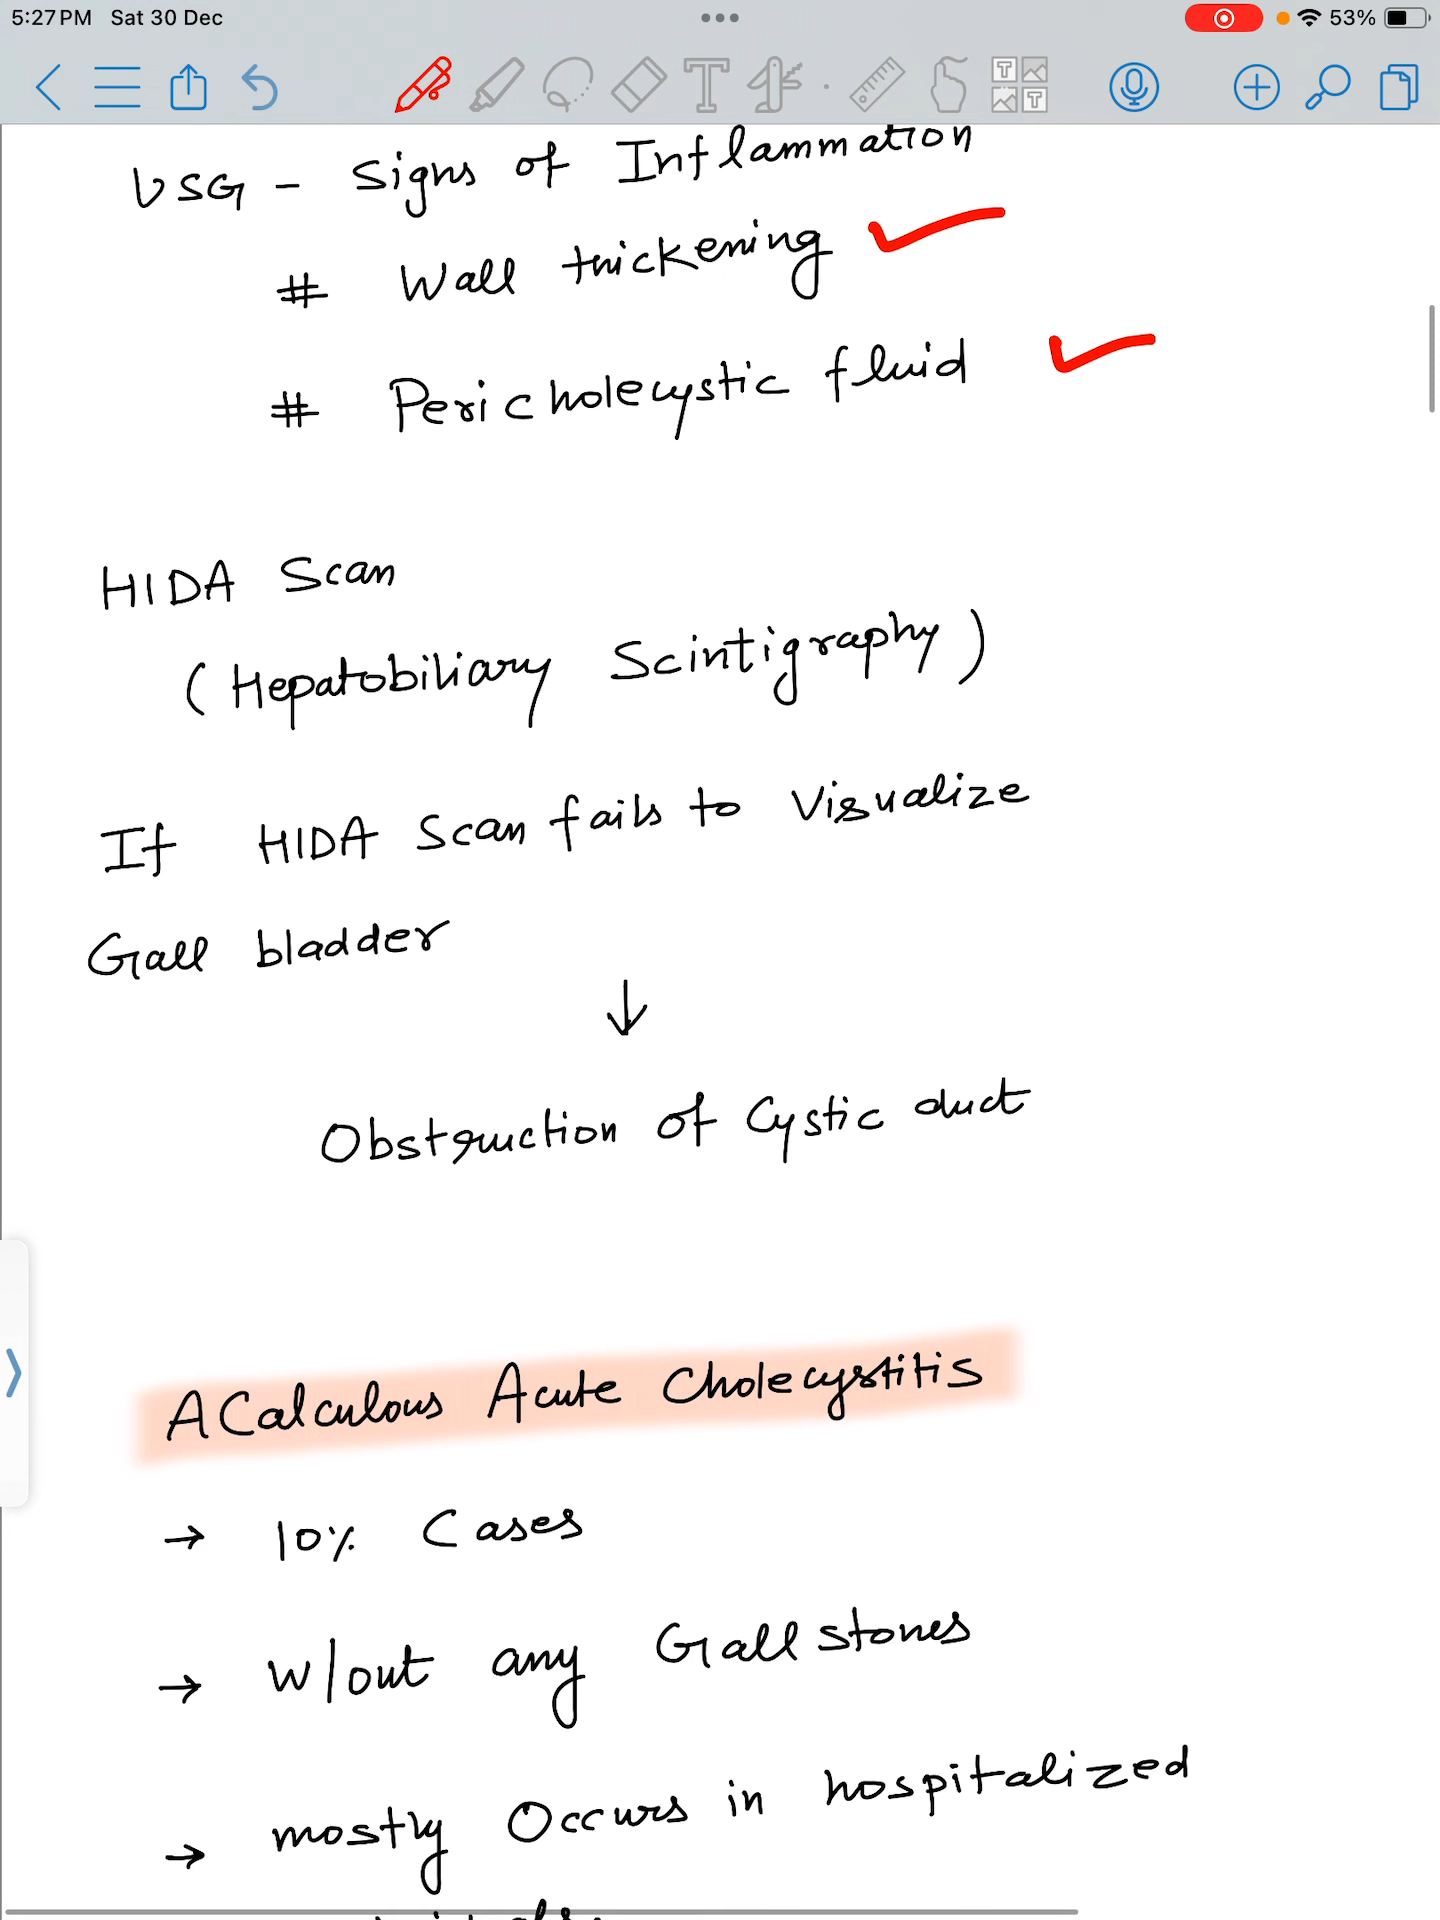 5:27 PM Sat 30 Dec
53%
USG - Signs of Inflammation
# Wall thickening
# Pericholecystic fluid
HIDA Scan
(Hepatobiliary Scintigraphy)
If HIDA Scan fails to Visualize
Gall bladder
↓
Obstruction of Cystic duct
ACalculous Acute Cholecystitis
→ 10% Cases
→ w/out any Gall stones
→ mostly Occurs in hospitalized